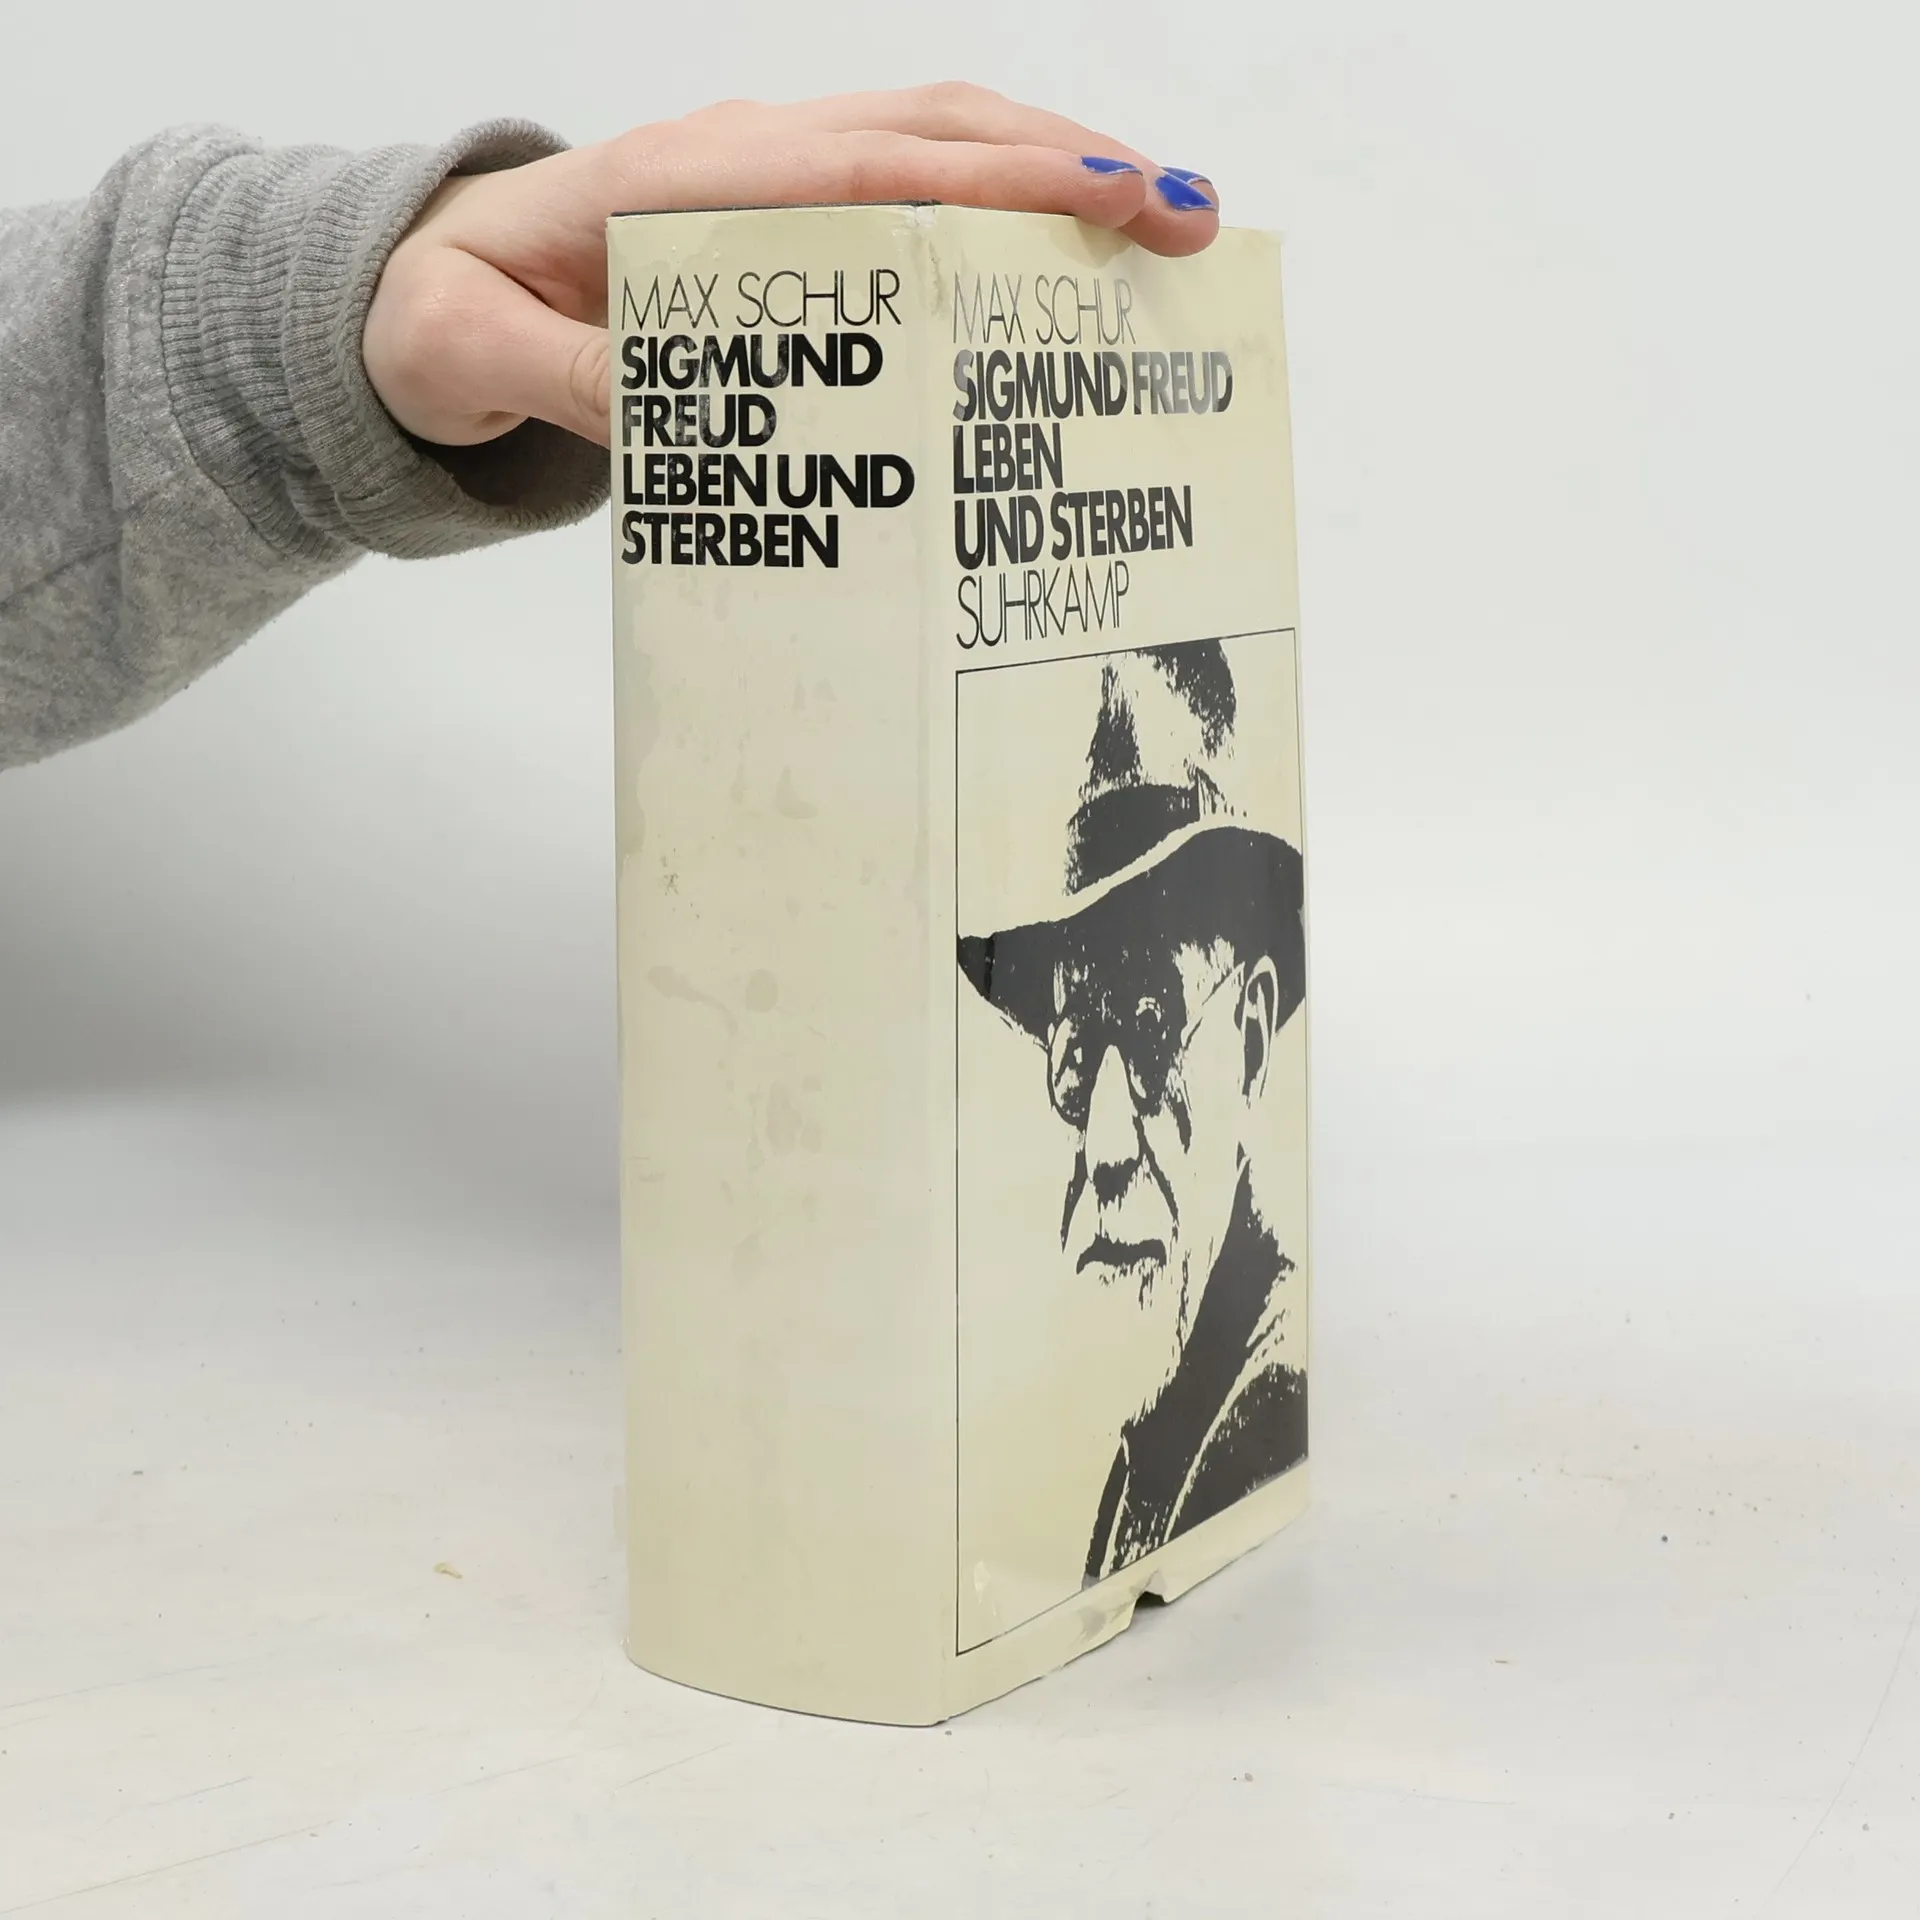 MAX SCHUR
SIGMUND
FREUD
LEBEN UND
STERBEN
MAX SCHUR
SIGMUND FREUD
LEBEN
UND STERBEN
SUHRKAMP